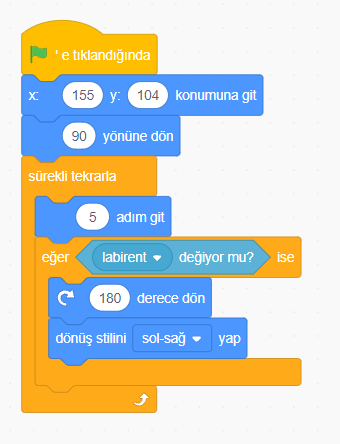 ' e tıklandığında
x: 155 y: 104 konumuna git
90 yönüne dön
sürekli tekrarla
5 adım git
eğer labirent değiyor mu? ise
180 derece dön
dönüş stilini sol-sağ yap